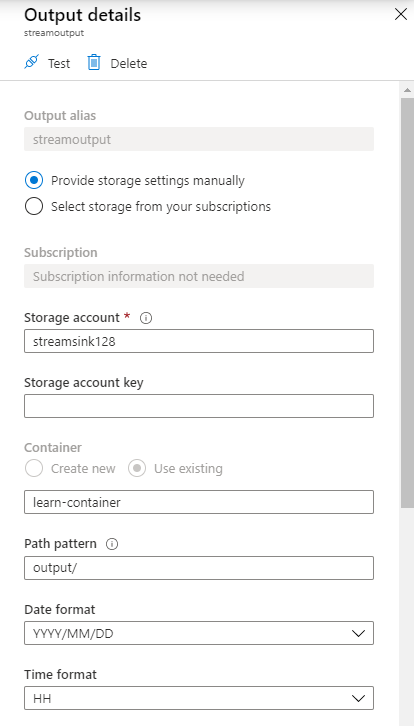 Output details
streamoutput
Test Delete
Output alias
streamoutput
Provide storage settings manually
Select storage from your subscriptions
Subscription
Subscription information not needed
Storage account *
streamsink128
Storage account key
Container
Create new Use existing
learn-container
Path pattern
output/
Date format
YYYY/MM/DD
Time format
HH